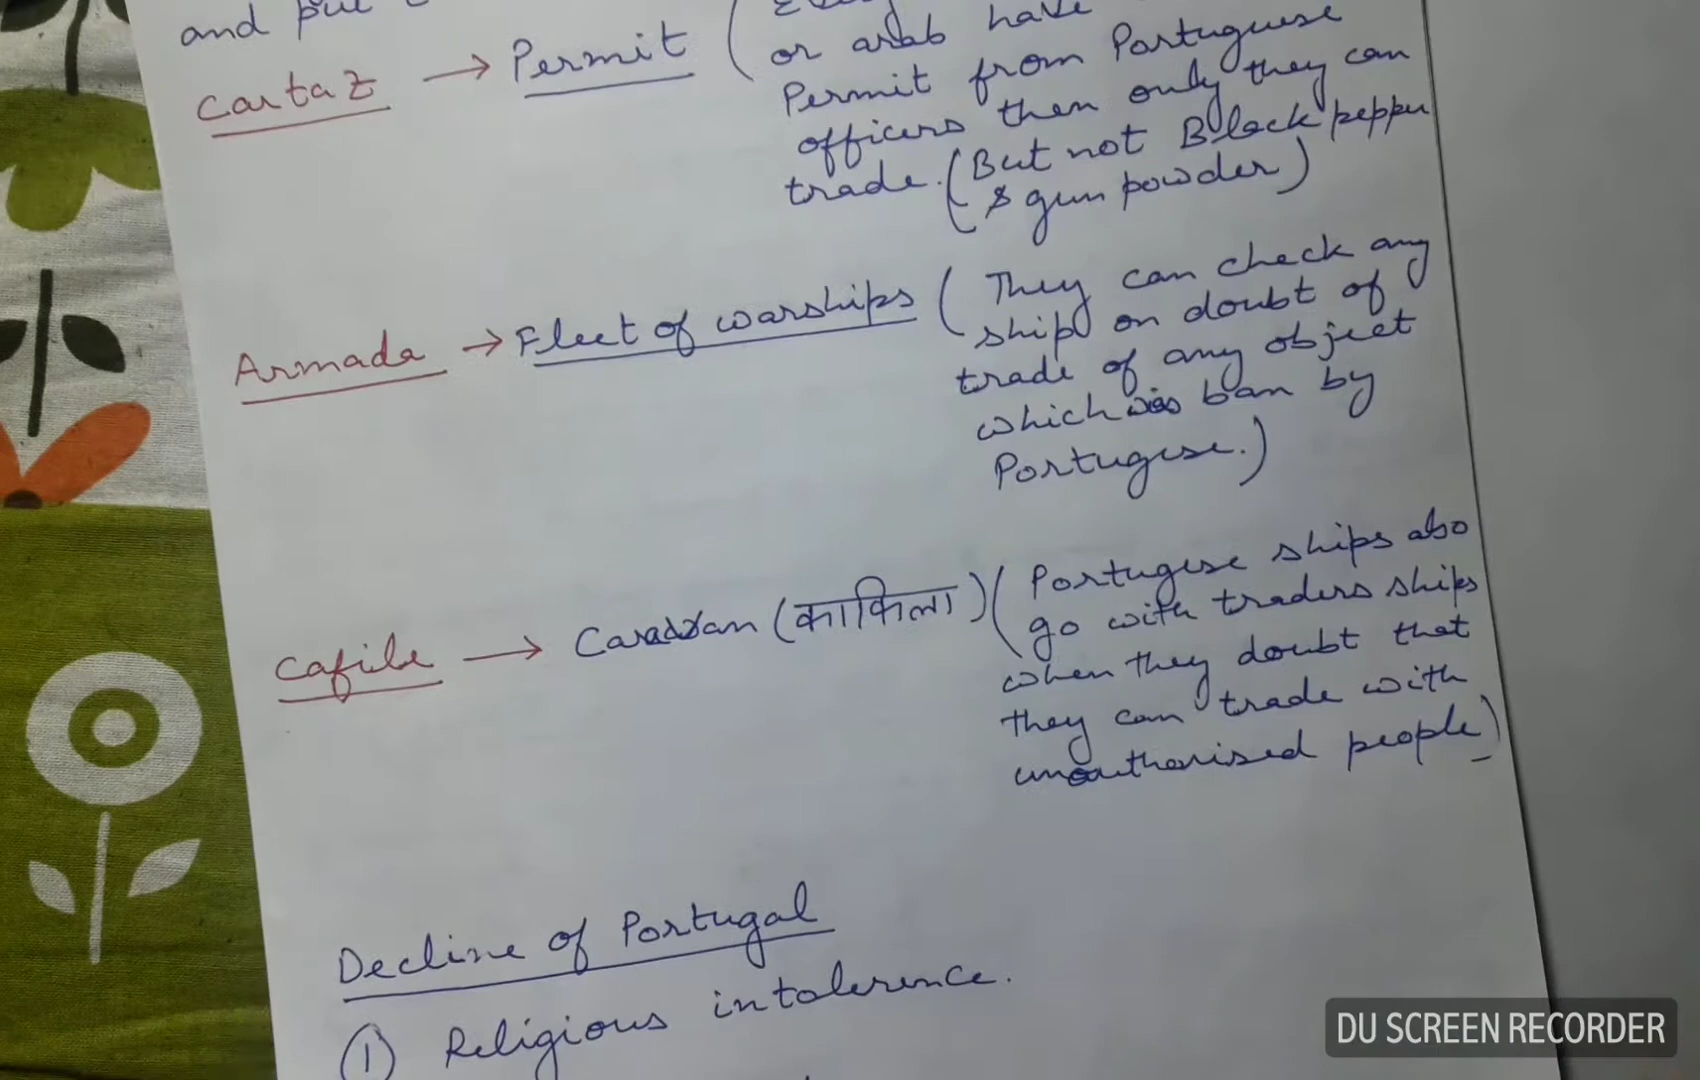 and put
Cartaz → Permit (
or arab have
Permit from Portuguese
officers then only they can
trade. (But not Black pepper
& gun powder)
Armada → Fleet of warships ( They can check any
ship on doubt of
trade of any object
which was ban by
Portugese.)
Cafile → Caravan (काफिला) ( Portugese ships also
go with traders ships
when they doubt that
they can trade with
unauthorised people)
Decline of Portugal
① Religious intolerence.
DU SCREEN RECORDER